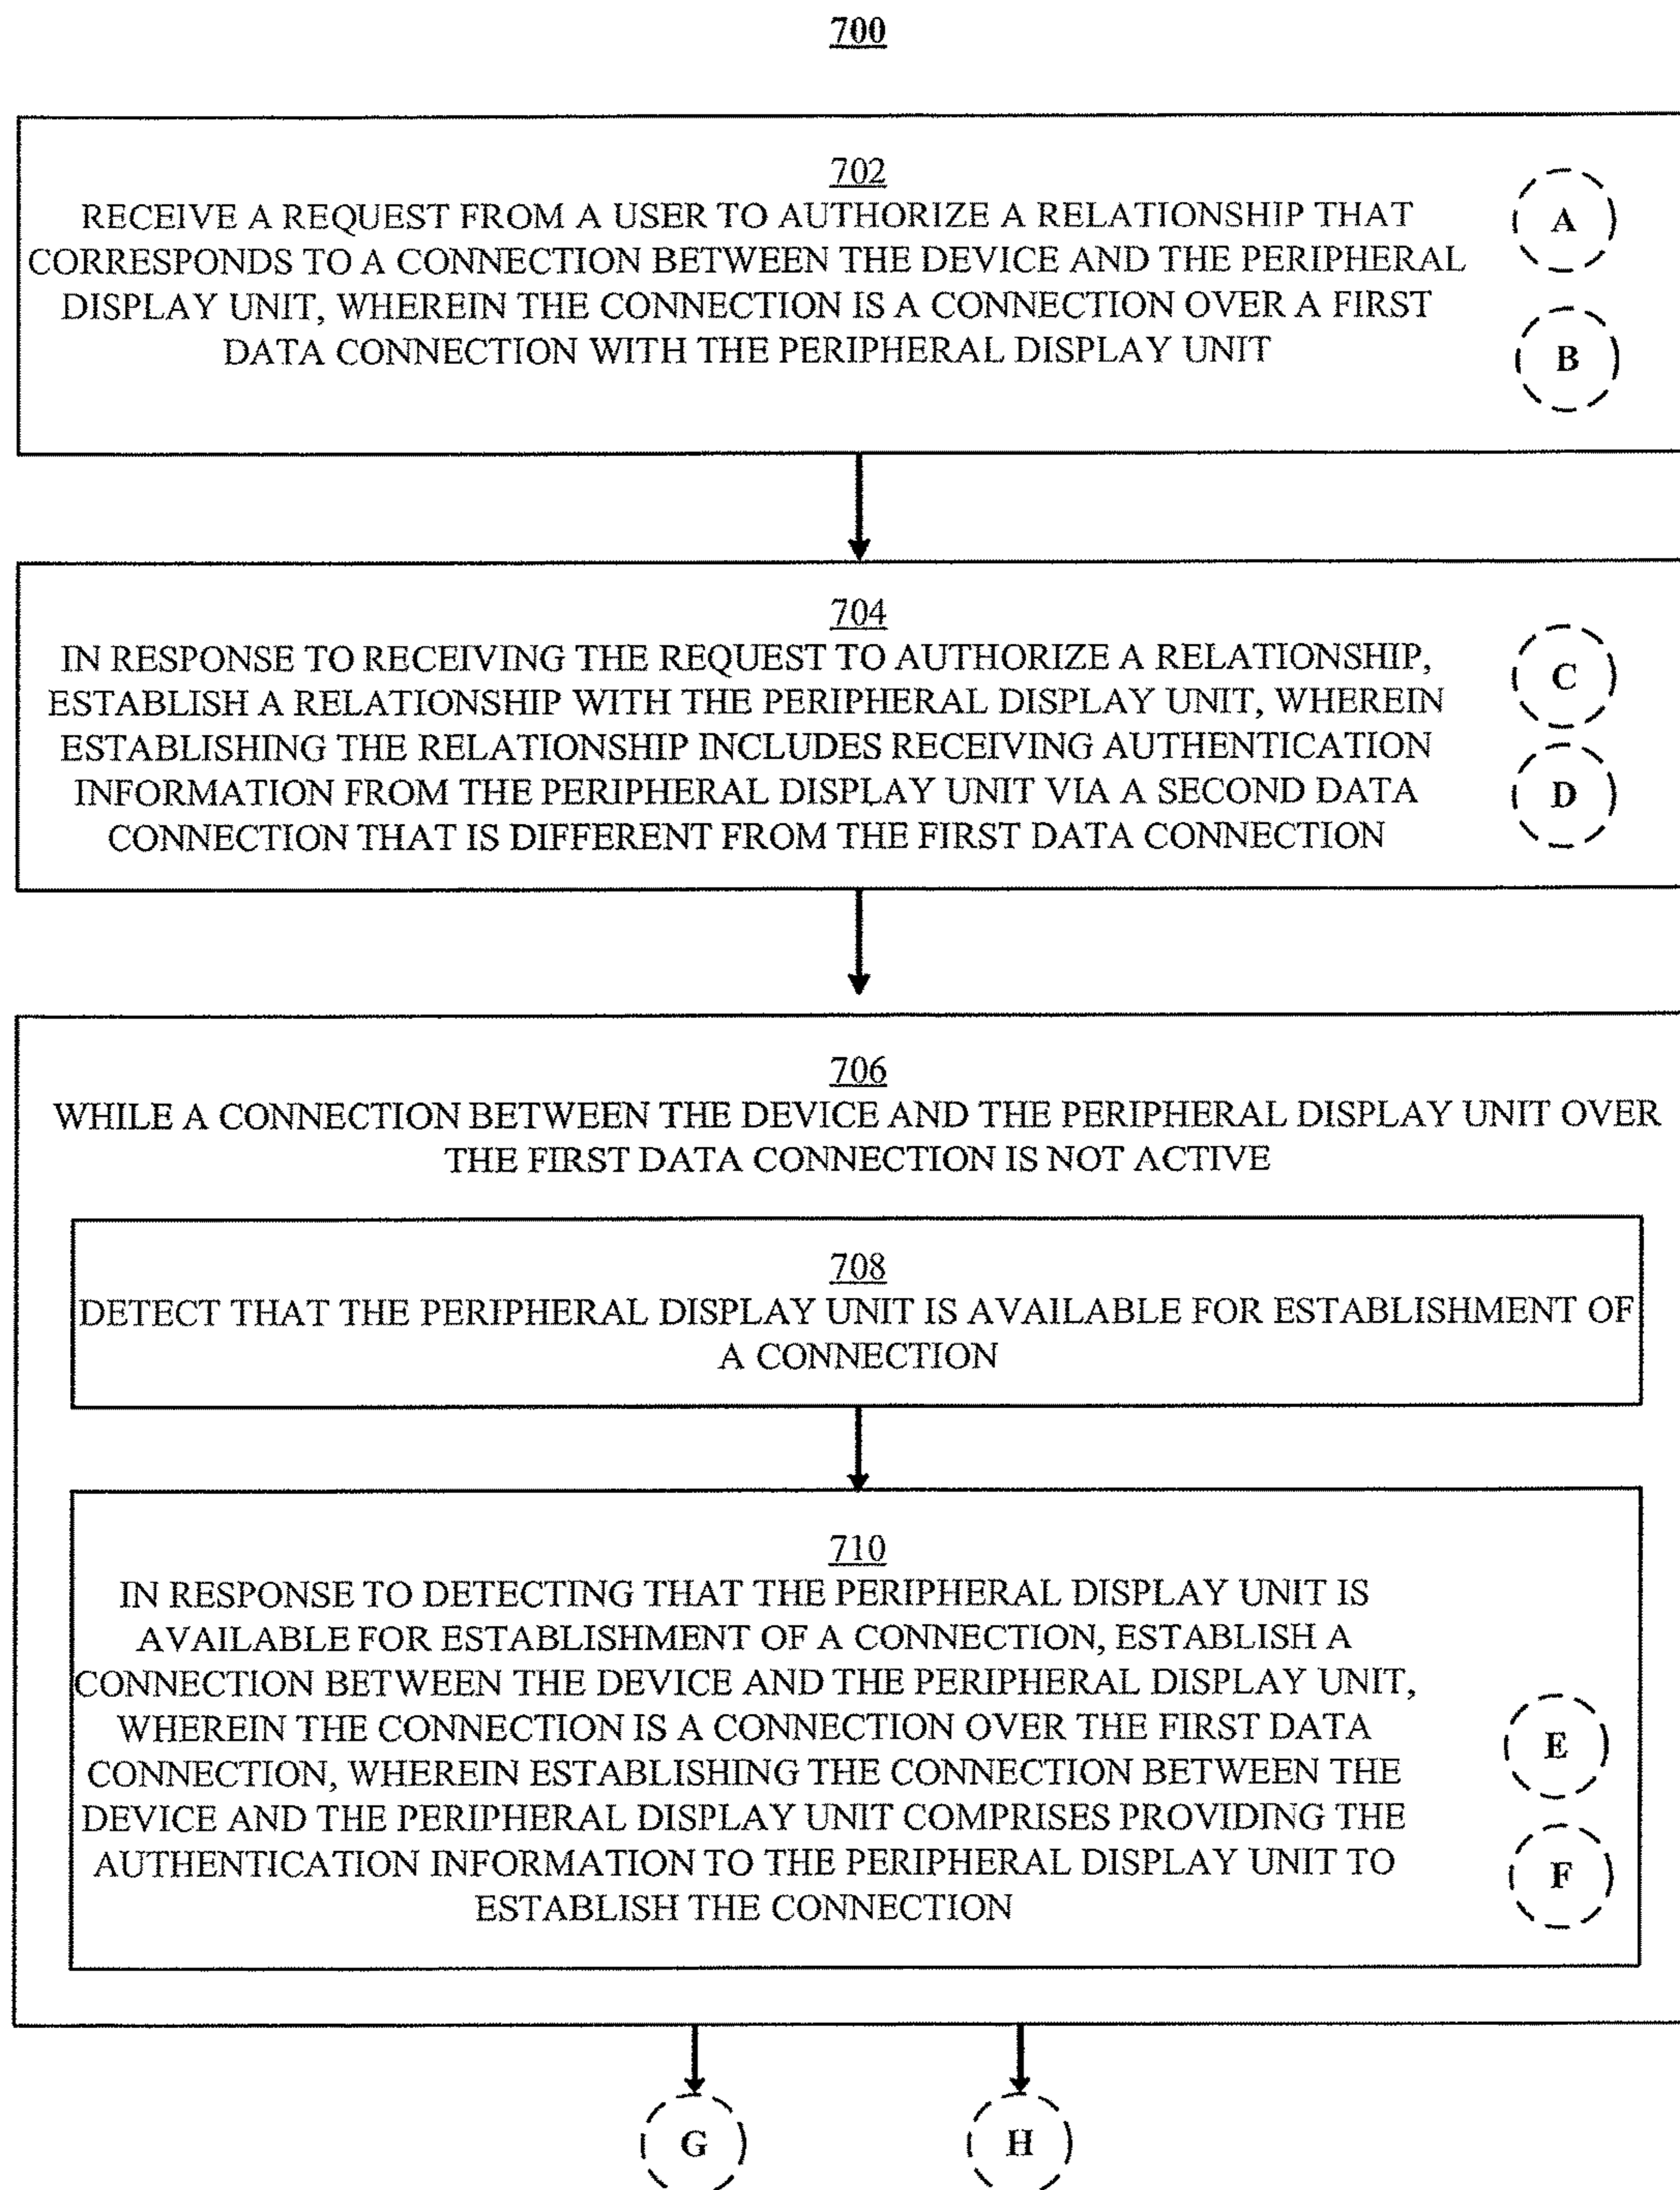 700
702
RECEIVE A REQUEST FROM A USER TO AUTHORIZE A RELATIONSHIP THAT
CORRESPONDS TO A CONNECTION BETWEEN THE DEVICE AND THE PERIPHERAL
DISPLAY UNIT, WHEREIN THE CONNECTION IS A CONNECTION OVER A FIRST
DATA CONNECTION WITH THE PERIPHERAL DISPLAY UNIT
A
B
704
IN RESPONSE TO RECEIVING THE REQUEST TO AUTHORIZE A RELATIONSHIP,
ESTABLISH A RELATIONSHIP WITH THE PERIPHERAL DISPLAY UNIT, WHEREIN
ESTABLISHING THE RELATIONSHIP INCLUDES RECEIVING AUTHENTICATION
INFORMATION FROM THE PERIPHERAL DISPLAY UNIT VIA A SECOND DATA
CONNECTION THAT IS DIFFERENT FROM THE FIRST DATA CONNECTION
C
D
706
WHILE A CONNECTION BETWEEN THE DEVICE AND THE PERIPHERAL DISPLAY UNIT OVER
THE FIRST DATA CONNECTION IS NOT ACTIVE
708
DETECT THAT THE PERIPHERAL DISPLAY UNIT IS AVAILABLE FOR ESTABLISHMENT OF
A CONNECTION
710
IN RESPONSE TO DETECTING THAT THE PERIPHERAL DISPLAY UNIT IS
AVAILABLE FOR ESTABLISHMENT OF A CONNECTION, ESTABLISH A
CONNECTION BETWEEN THE DEVICE AND THE PERIPHERAL DISPLAY UNIT,
WHEREIN THE CONNECTION IS A CONNECTION OVER THE FIRST DATA
CONNECTION, WHEREIN ESTABLISHING THE CONNECTION BETWEEN THE
DEVICE AND THE PERIPHERAL DISPLAY UNIT COMPRISES PROVIDING THE
AUTHENTICATION INFORMATION TO THE PERIPHERAL DISPLAY UNIT TO
ESTABLISH THE CONNECTION
E
F
G
H